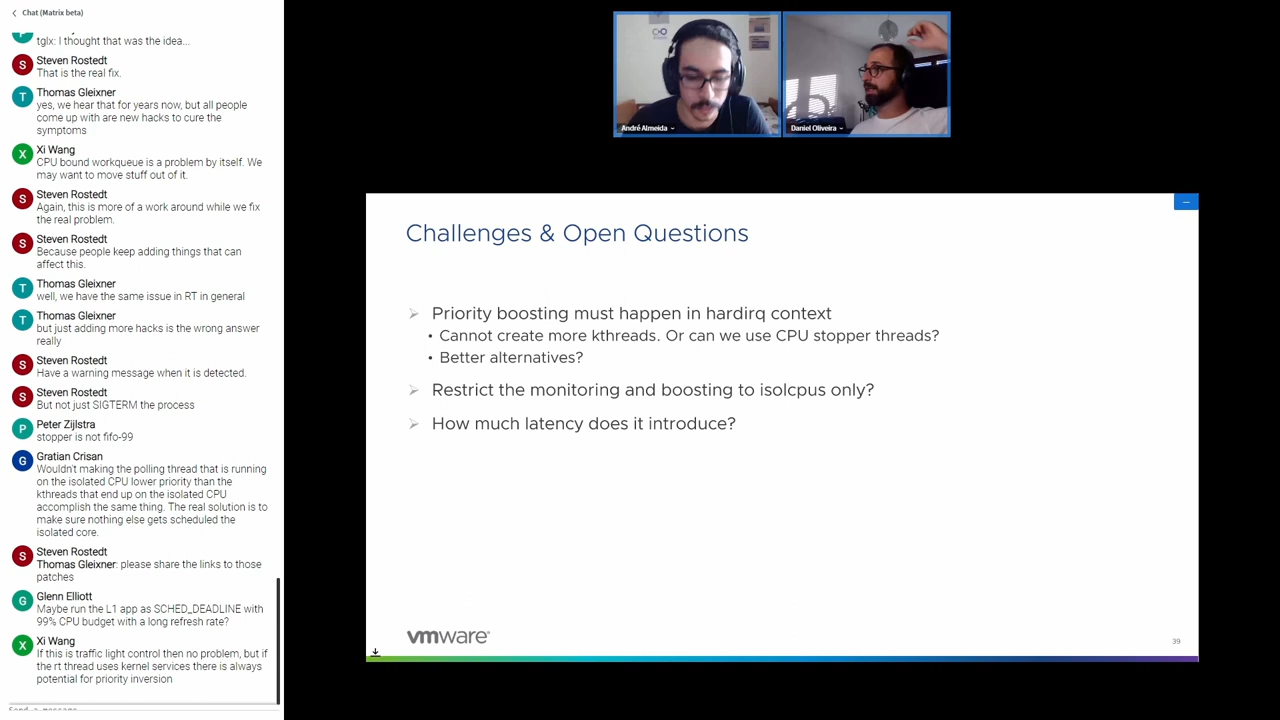 Chat (Matrix beta)
tglx: I thought that was the idea...
S
Steven Rostedt
That is the real fix.
T
Thomas Gleixner
yes, we hear that for years now, but all people
come up with are new hacks to cure the
symptoms
X
Xi Wang
CPU bound workqueue is a problem by itself. We
may want to move stuff out of it.
S
Steven Rostedt
Again, this is more of a work around while we fix
the real problem.
S
Steven Rostedt
Because people keep adding things that can
affect this.
T
Thomas Gleixner
well, we have the same issue in RT in general
T
Thomas Gleixner
but just adding more hacks is the wrong answer
really
S
Steven Rostedt
Have a warning message when it is detected.
S
Steven Rostedt
But not just SIGTERM the process
P
Peter Zijlstra
stopper is not fifo-99
G
Gratian Crisan
Wouldn't making the polling thread that is running
on the isolated CPU lower priority than the
kthreads that end up on the isolated CPU
accomplish the same thing. The real solution is to
make sure nothing else gets scheduled the
isolated core.
S
Steven Rostedt
Thomas Gleixner: please share the links to those
patches
G
Glenn Elliott
Maybe run the L1 app as SCHED_DEADLINE with
99% CPU budget with a long refresh rate?
X
Xi Wang
If this is traffic light control then no problem, but if
the rt thread uses kernel services there is always
potential for priority inversion
André Almeida
Daniel Oliveira
Challenges & Open Questions
Priority boosting must happen in hardirq context
• Cannot create more kthreads. Or can we use CPU stopper threads?
• Better alternatives?
Restrict the monitoring and boosting to isolcpus only?
How much latency does it introduce?
vmware®
39